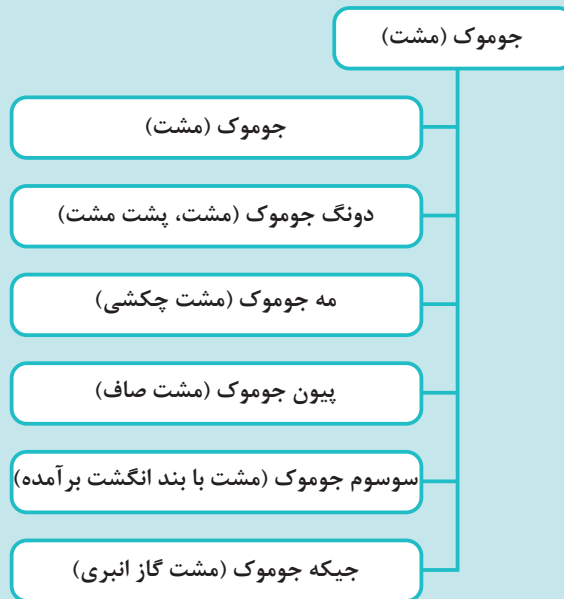 جوموک (مشت)
جوموک (مشت)
دونگ جوموک (مشت، پشت مشت)
مه جوموک (مشت چکشی)
پیون جوموک (مشت صاف)
سوسوم جوموک (مشت با بند انگشت برآمده)
جیکه جوموک (مشت گاز انبری)